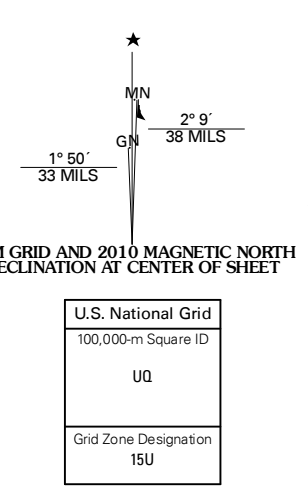 ★
MN
GN
2° 9´
38 MILS
1° 50´
33 MILS
M GRID AND 2010 MAGNETIC NORTH
ECLINATION AT CENTER OF SHEET
U.S. National Grid
100,000-m Square ID
UQ
Grid Zone Designation
15U